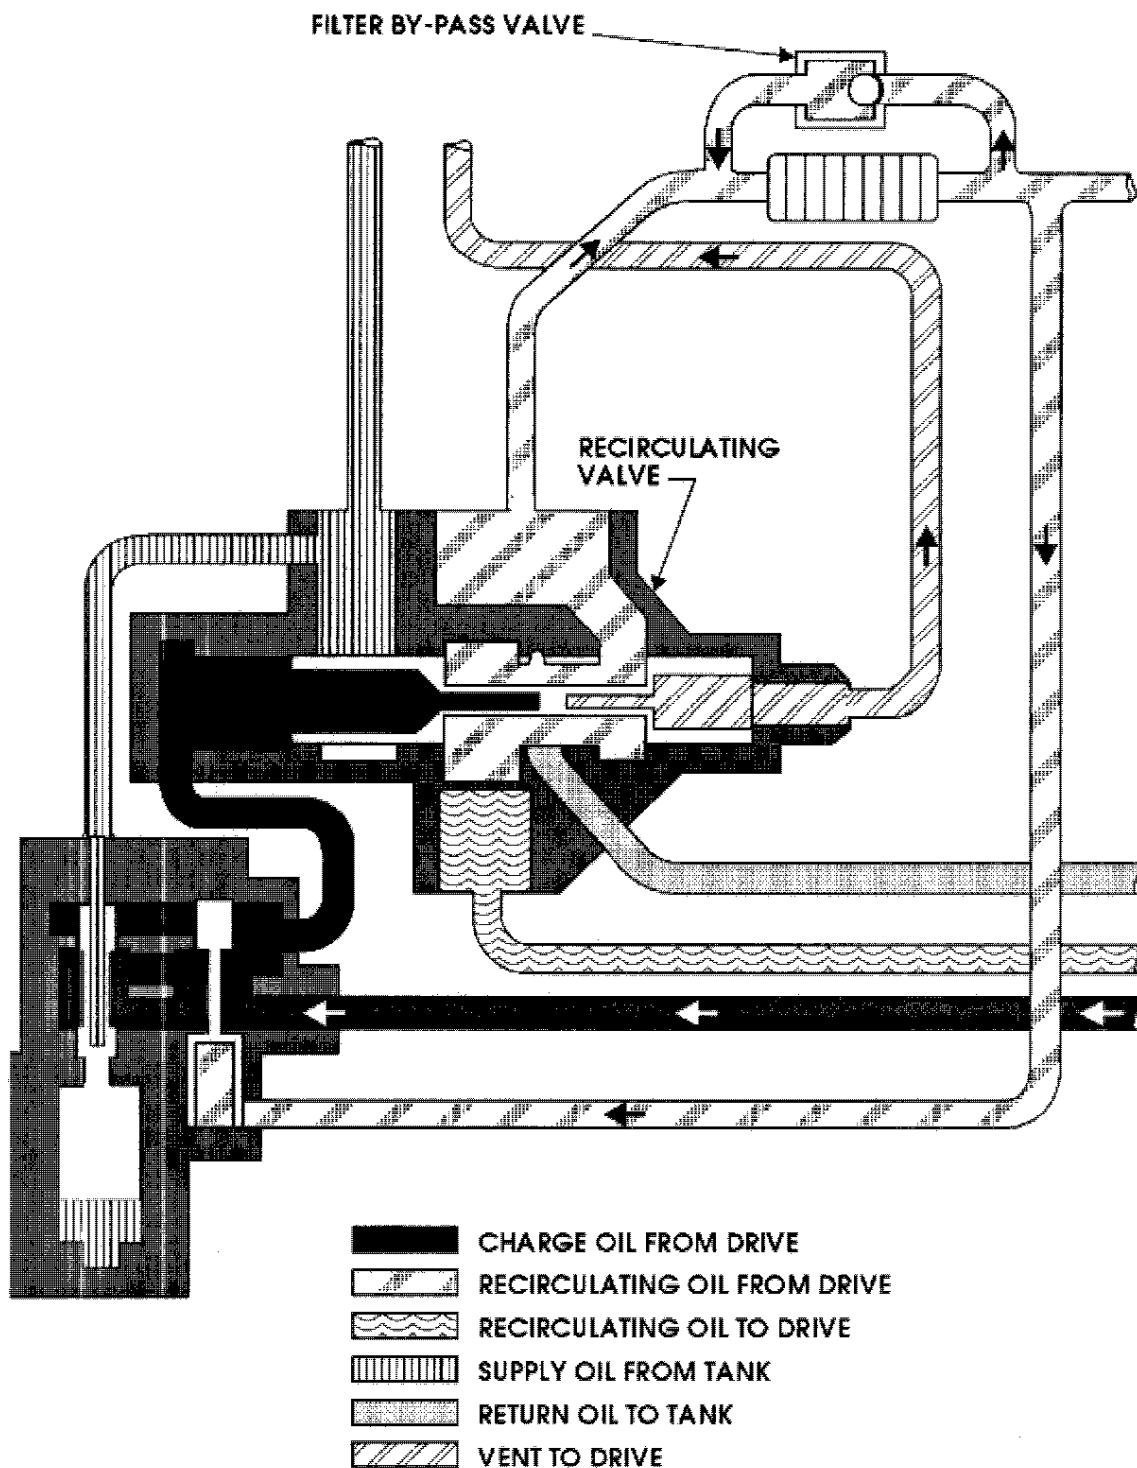 FILTER BY-PASS VALVE
RECIRCULATING
VALVE
CHARGE OIL FROM DRIVE
RECIRCULATING OIL FROM DRIVE
RECIRCULATING OIL TO DRIVE
SUPPLY OIL FROM TANK
RETURN OIL TO TANK
VENT TO DRIVE